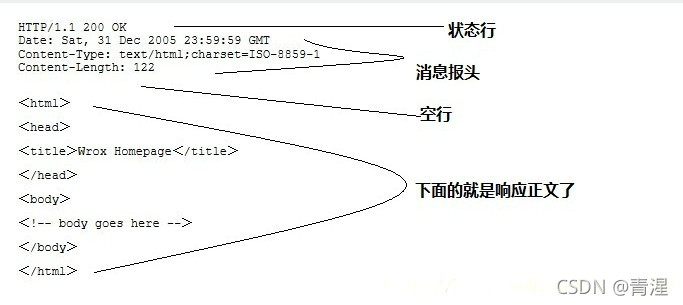 HTTP/1.1 200 OK
状态行
Date: Sat, 31 Dec 2005 23:59:59 GMT
Content-Type: text/html;charset=ISO-8859-1
Content-Length: 122
消息报头
空行
<html>
<head>
<title>Wrox Homepage</title>
</head>
<body>
下面的就是响应正文了
<!-- body goes here -->
</body>
</html>
CSDN @青湦